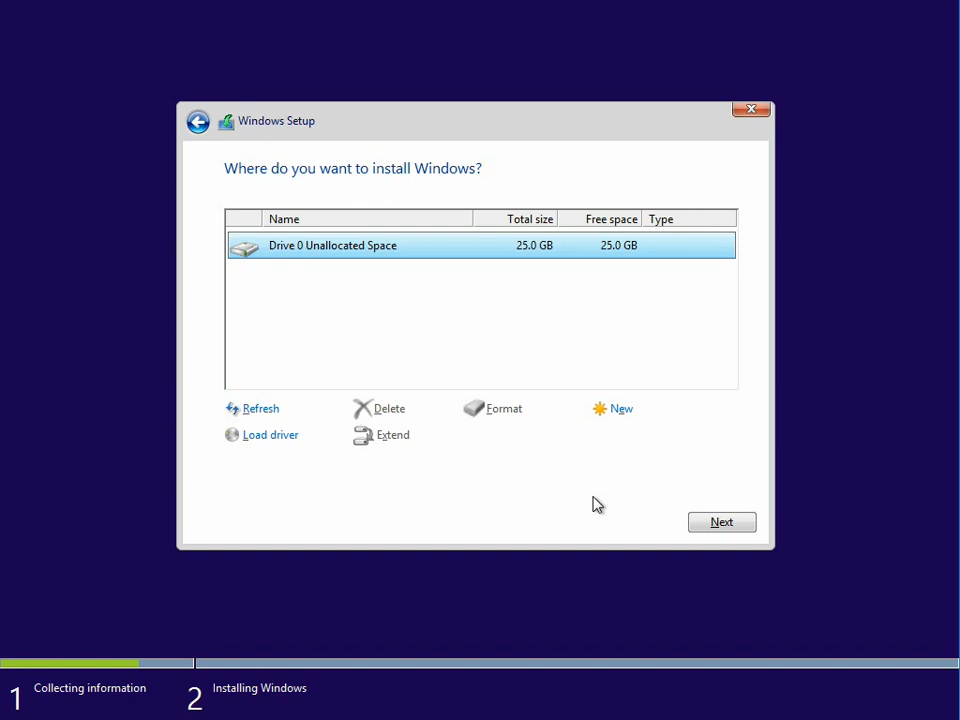 Windows Setup
Where do you want to install Windows?
Name Total size Free space Type
Drive 0 Unallocated Space 25.0 GB 25.0 GB
Refresh Delete Format New
Load driver Extend
Next
1 Collecting information 2 Installing Windows